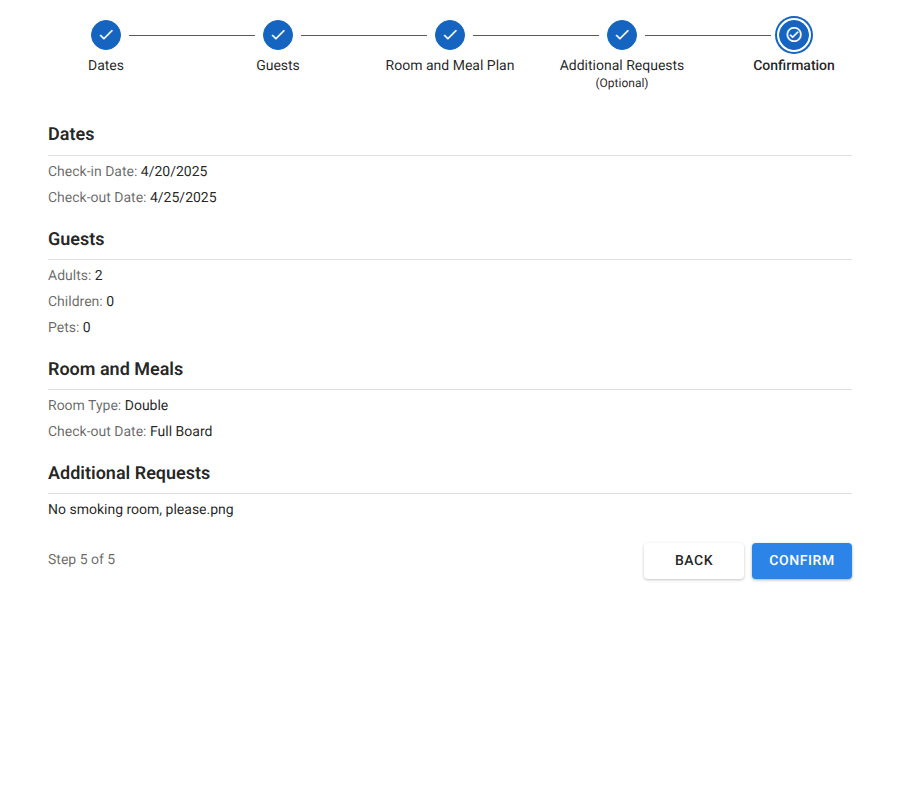 Dates
Guests
Room and Meal Plan
Additional Requests
(Optional)
Confirmation
Dates
Check-in Date: 4/20/2025
Check-out Date: 4/25/2025
Guests
Adults: 2
Children: 0
Pets: 0
Room and Meals
Room Type: Double
Check-out Date: Full Board
Additional Requests
No smoking room, please.png
Step 5 of 5
BACK
CONFIRM